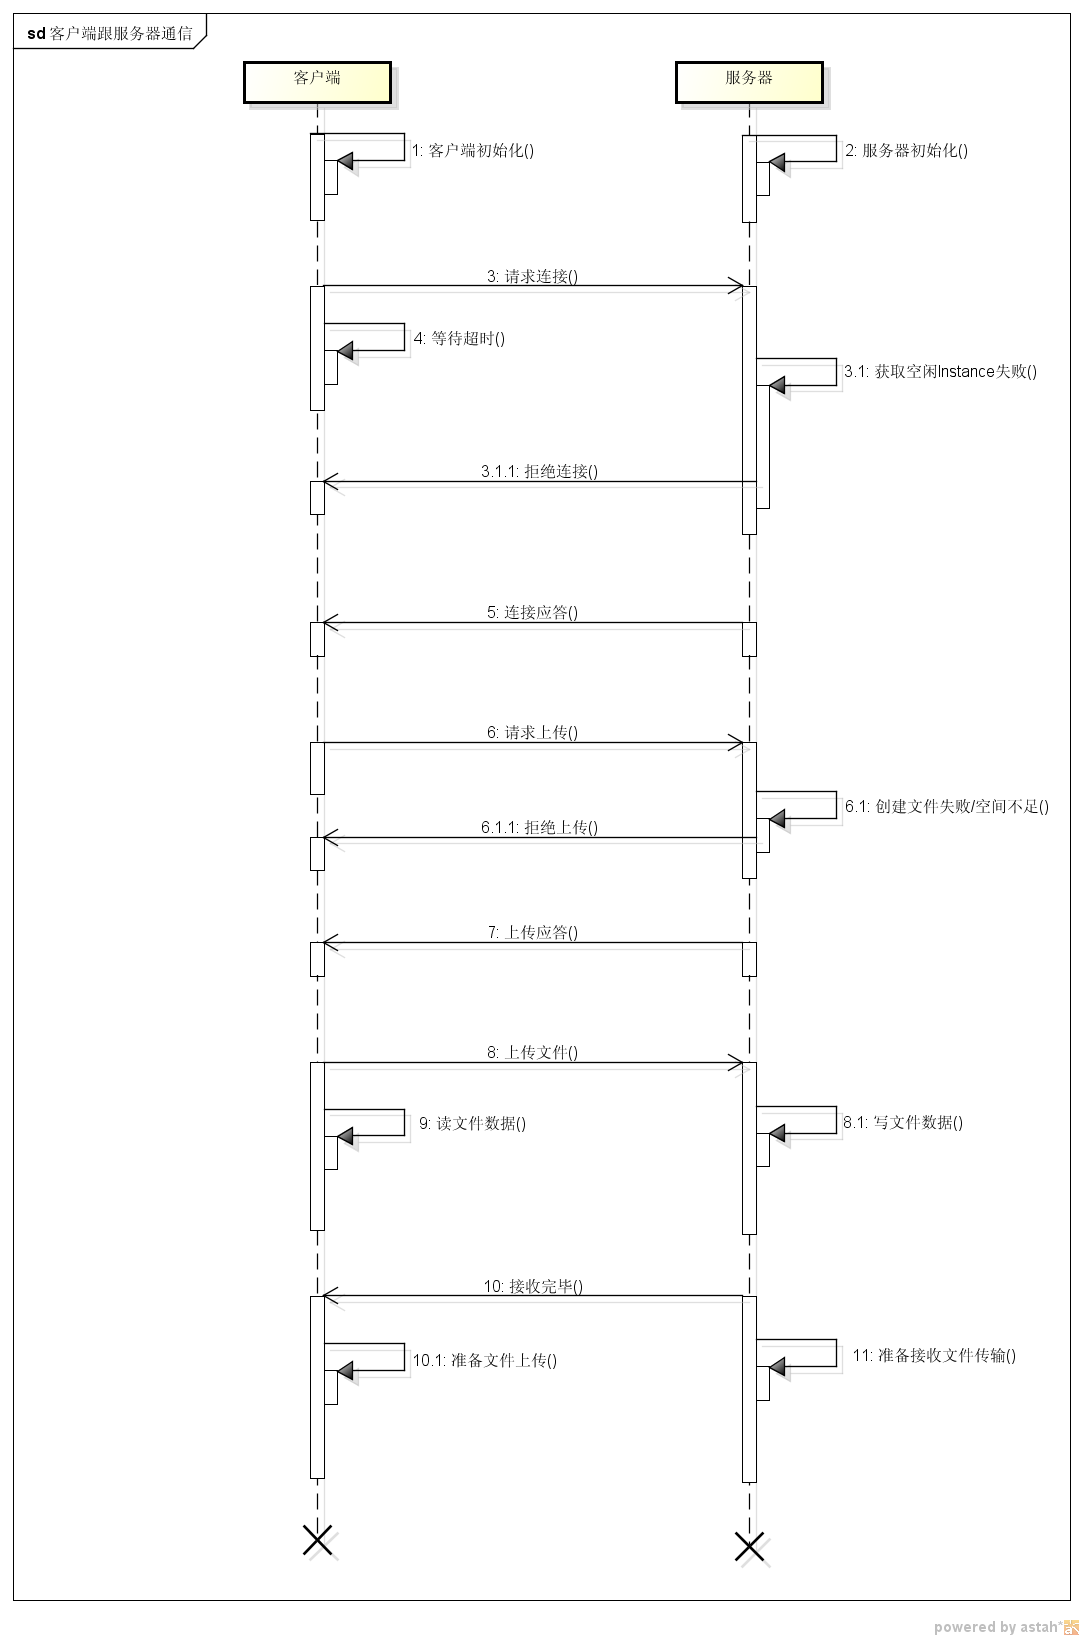 sd 客户端跟服务器通信
客户端
服务器
1: 客户端初始化()
2: 服务器初始化()
3: 请求连接()
4: 等待超时()
3.1: 获取空闲Instance失败()
3.1.1: 拒绝连接()
5: 连接应答()
6: 请求上传()
6.1: 创建文件失败/空间不足()
6.1.1: 拒绝上传()
7: 上传应答()
8: 上传文件()
9: 读文件数据()
8.1: 写文件数据()
10: 接收完毕()
10.1: 准备文件上传()
11: 准备接收文件传输()
powered by astah*